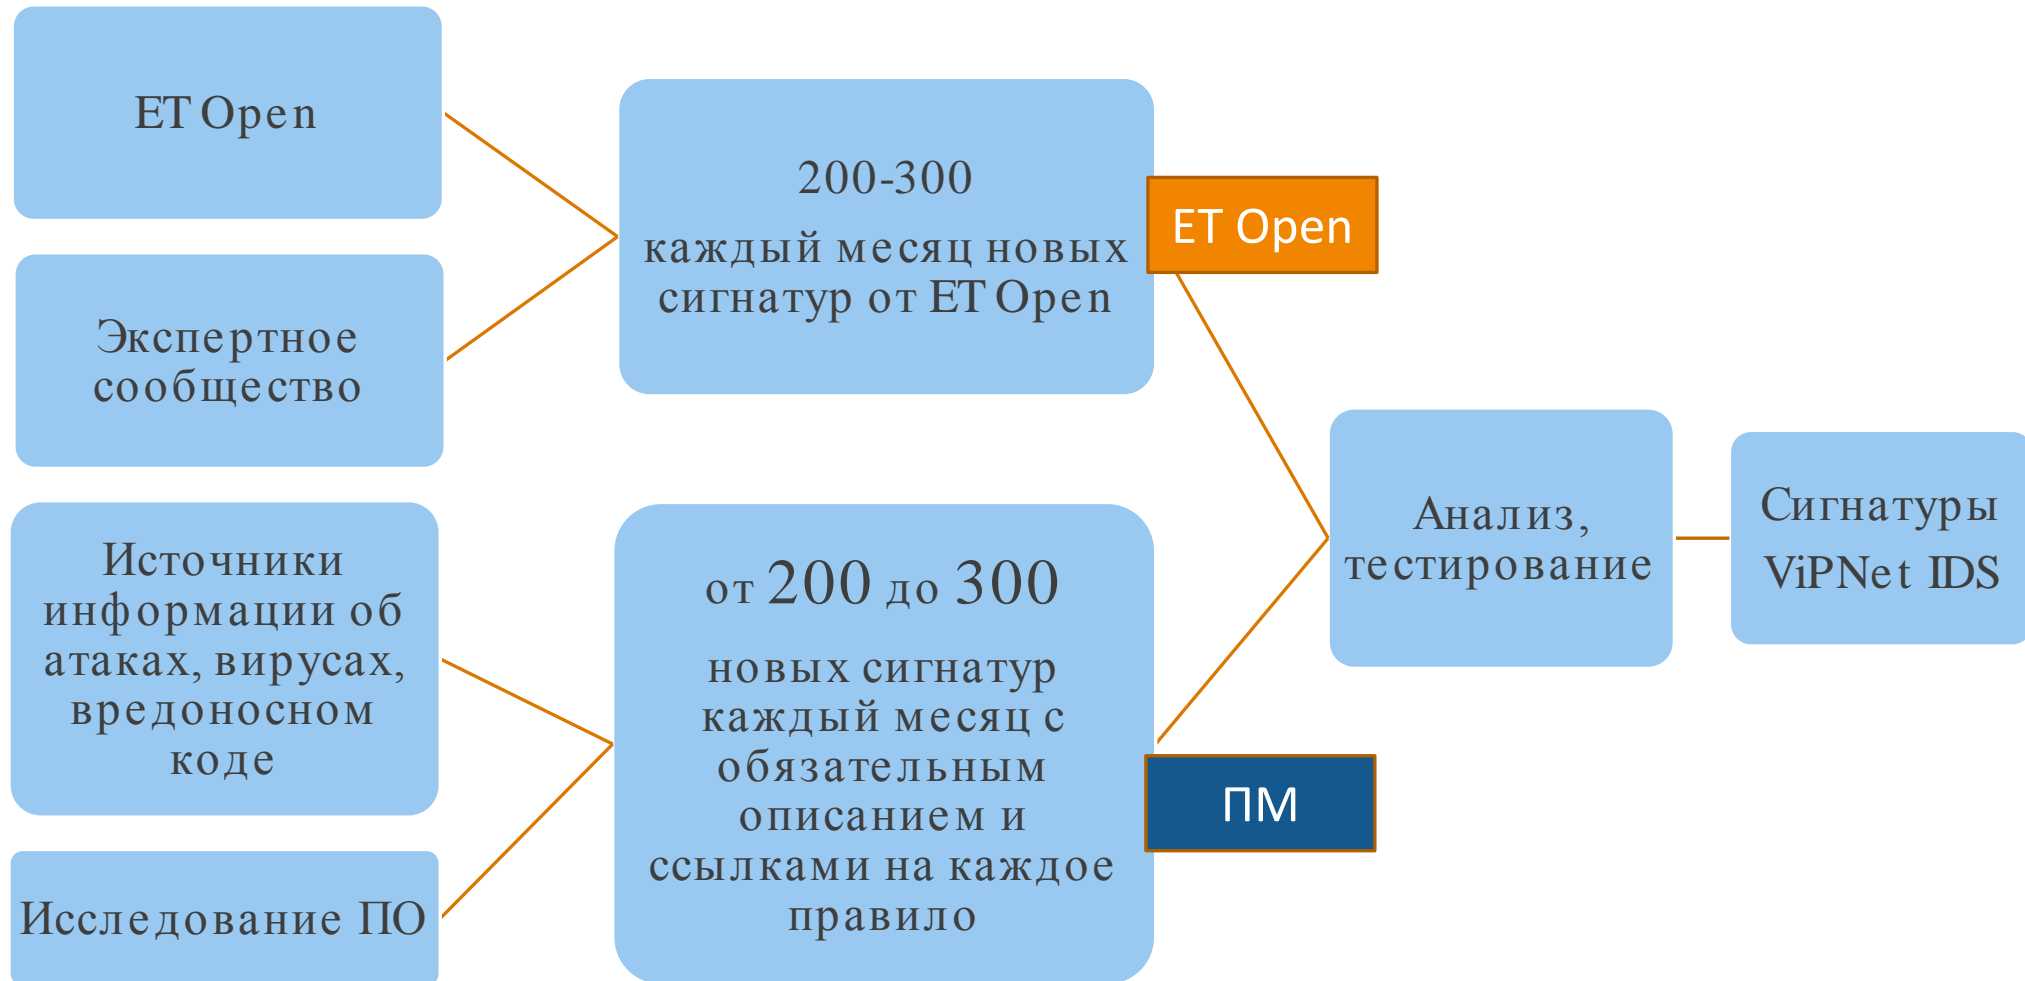 ET Open
Экспертное
сообщество
Источники
информации об
атаках, вирусах,
вредоносном
коде
Исследование ПО
200-300
каждый месяц новых
сигнатур от ET Open
ET Open
от 200 до 300
новых сигнатур
каждый месяц с
обязательным
описанием и
ссылками на каждое
правило
ПМ
Анализ,
тестирование
Сигнатуры
ViPNet IDS